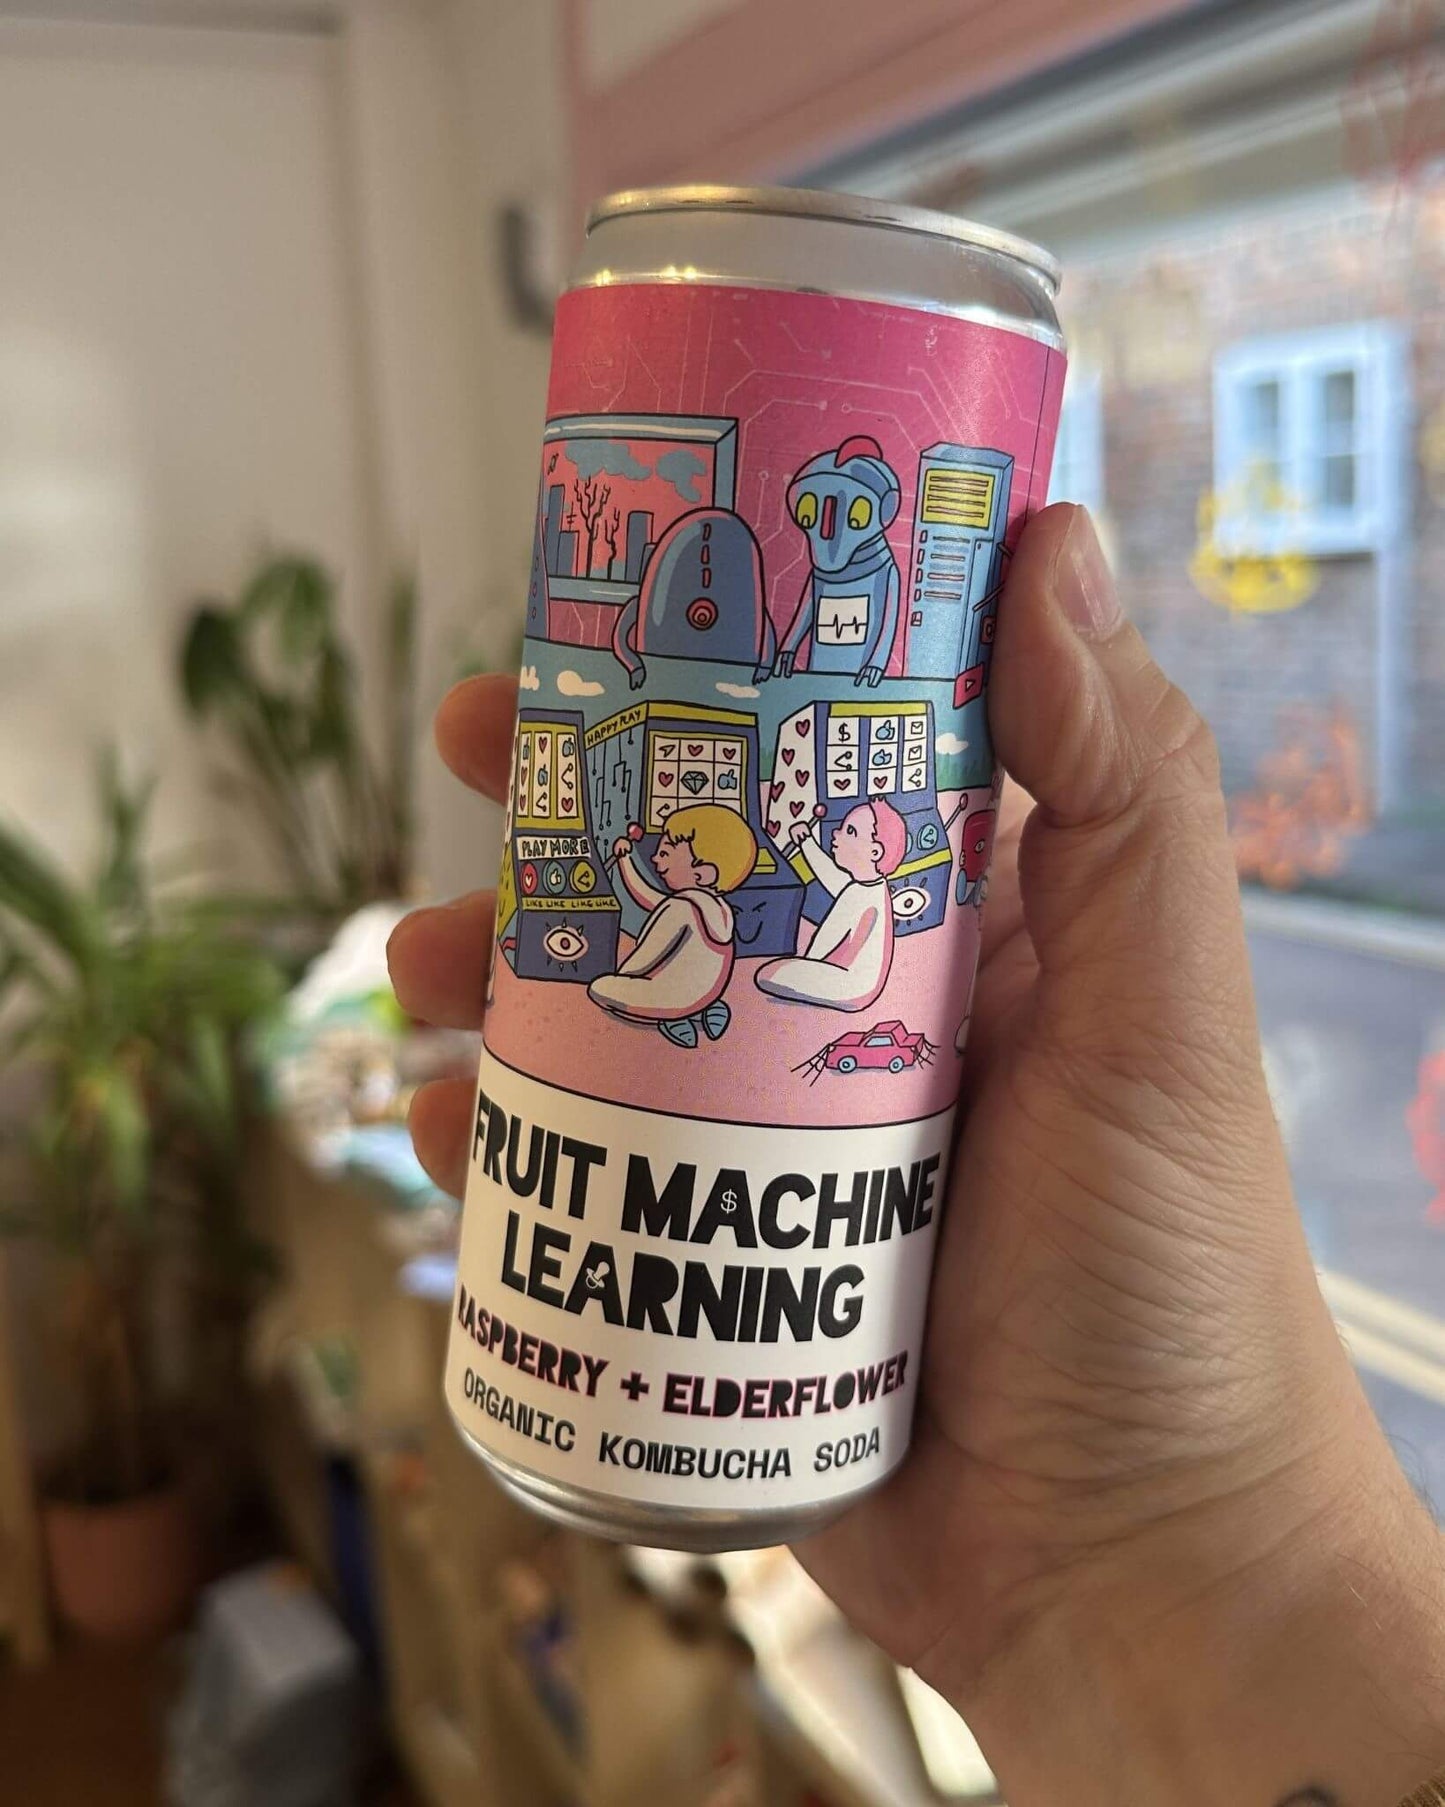 HAPPY PLAY
$
PLAY MORE
LIKE LIKE LIKE LIKE
FRUIT MACHINE
$
LEARNING
RASPBERRY + ELDERFLOWER
ORGANIC KOMBUCHA SODA